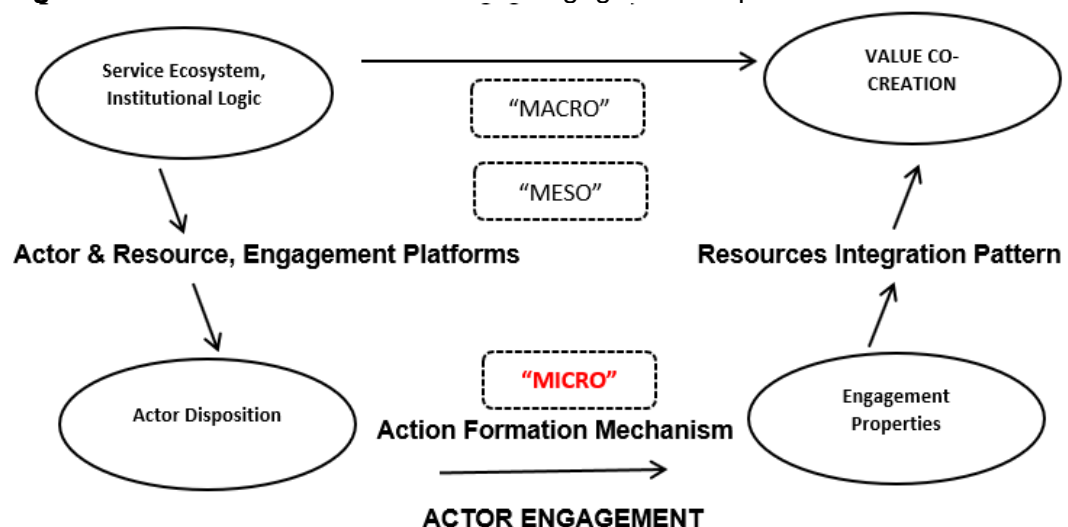 Service Ecosystem,
Institutional Logic
VALUE CO-
CREATION
“MACRO”
“MESO”
Actor & Resource, Engagement Platforms
Resources Integration Pattern
“MICRO”
Actor Disposition
Engagement
Properties
Action Formation Mechanism
ACTOR ENGAGEMENT